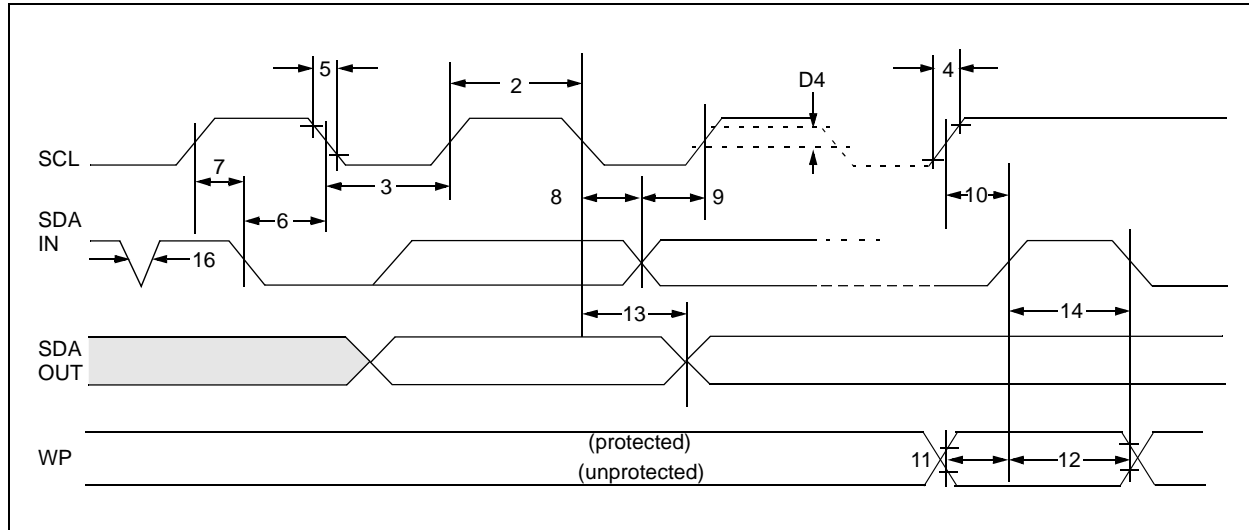 5
2
D4
4
SCL
7
3
8
9
10
6
SDA
IN
16
13
14
SDA
OUT
WP
(protected)
(unprotected)
11
12